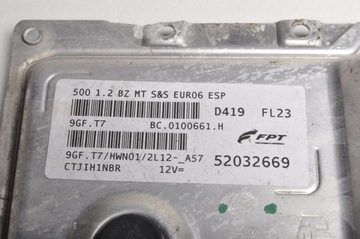 500 1.2 BZ MT S&S EURO6 ESP
D419 FL23
9GF.T7 BC.0100661.H
FPT
9GF.T7/HWN01/2L12-_A57 52032669
CTJIH1NBR 12V=